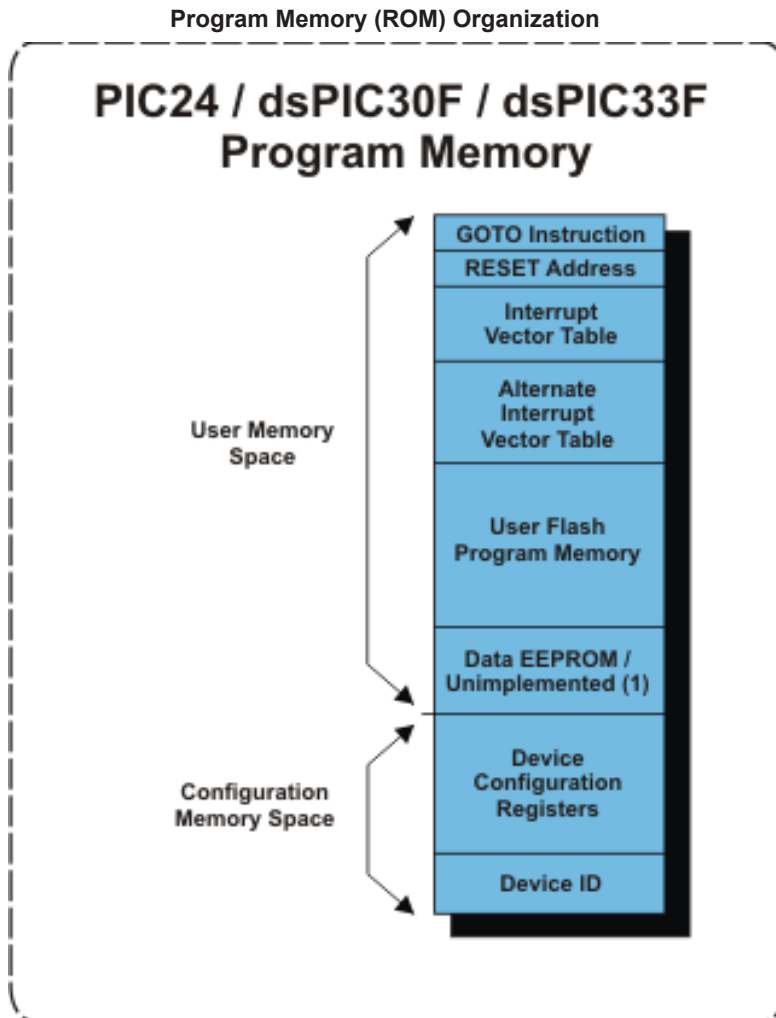 Program Memory (ROM) Organization
PIC24 / dsPIC30F / dsPIC33F
Program Memory
GOTO Instruction
RESET Address
Interrupt
Vector Table
Alternate
Interrupt
Vector Table
User Memory
Space
User Flash
Program Memory
Data EEPROM /
Unimplemented (1)
Device
Configuration
Registers
Configuration
Memory Space
Device ID